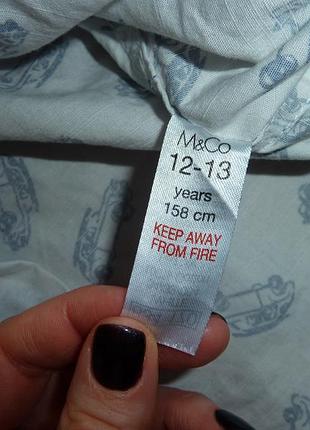 M&Co
12-13
years
158 cm
KEEP AWAY
FROM FIRE